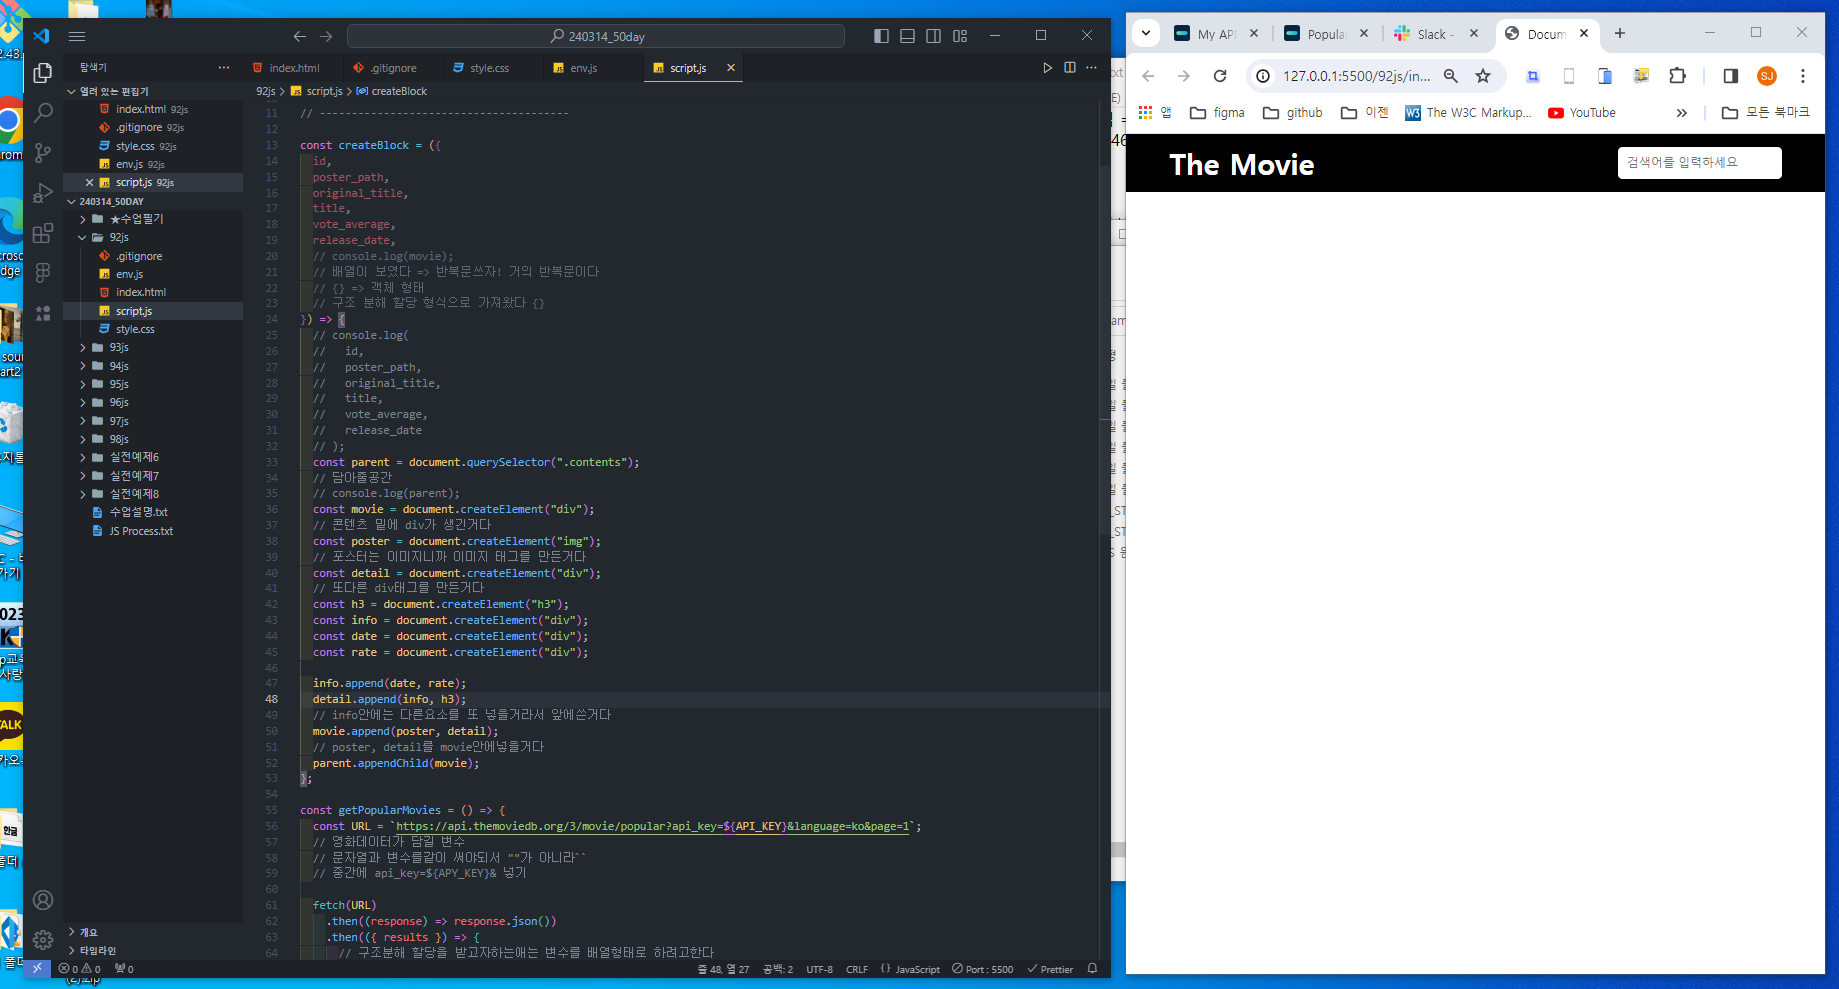 240314_50day
탐색기
index.html
.gitignore
style.css
env.js
script.js
열려 있는 편집기
index.html 92js
.gitignore 92js
style.css 92js
env.js 92js
script.js 92js
240314_50DAY
★수업필기
92js
.gitignore
env.js
index.html
script.js
style.css
93js
94js
95js
96js
97js
98js
실전예제6
실전예제7
실전예제8
수업설명.txt
JS Process.txt
개요
타임라인
92js > script.js > createBlock
11 // ---------------------------------------
12
13 const createBlock = ({
14 id,
15 poster_path,
16 original_title,
17 title,
18 vote_average,
19 release_date,
20 // console.log(movie);
21 // 배열이 보였다 => 반복문쓰자! 거의 반복문이다
22 // {} => 객체 형태
23 // 구조 분해 할당 형식으로 가져왔다 {}
24 }) => {
25 // console.log(
26 // id,
27 // poster_path,
28 // original_title,
29 // title,
30 // vote_average,
31 // release_date
32 // );
33 const parent = document.querySelector(".contents");
34 // 담아줄공간
35 // console.log(parent);
36 const movie = document.createElement("div");
37 // 콘텐츠 밑에 div가 생긴거다
38 const poster = document.createElement("img");
39 // 포스터는 이미지니까 이미지 태그를 만든거다
40 const detail = document.createElement("div");
41 // 또다른 div태그를 만든거다
42 const h3 = document.createElement("h3");
43 const info = document.createElement("div");
44 const date = document.createElement("div");
45 const rate = document.createElement("div");
46
47 info.append(date, rate);
48 detail.append(info, h3);
49 // info안에는 다른요소를 또 넣을거라서 앞에쓴거다
50 movie.append(poster, detail);
51 // poster, detail를 movie안에넣을거다
52 parent.appendChild(movie);
53 };
54
55 const getPopularMovies = () => {
56 const URL = `https://api.themoviedb.org/3/movie/popular?api_key=${API_KEY}&language=ko&page=1`;
57 // 영화데이터가 담길 변수
58 // 문자열과 변수를같이 써야되서 ""가 아니라``
59 // 중간에 api_key=${APY_KEY}& 넣기
60
61 fetch(URL)
62 .then((response) => response.json())
63 .then(({ results }) => {
64 // 구조분해 할당을 받고자하는애는 변수를 배열형태로 하려고한다
0 0 0
줄 48, 열 27
공백: 2
UTF-8
CRLF
{} JavaScript
Port : 5500
Prettier
My API
Popular
Slack -
Docum
127.0.0.1:5500/92js/in...
SJ
앱
figma
github
이젠
W3 The W3C Markup...
YouTube
모든 북마크
The Movie
검색어를 입력하세요